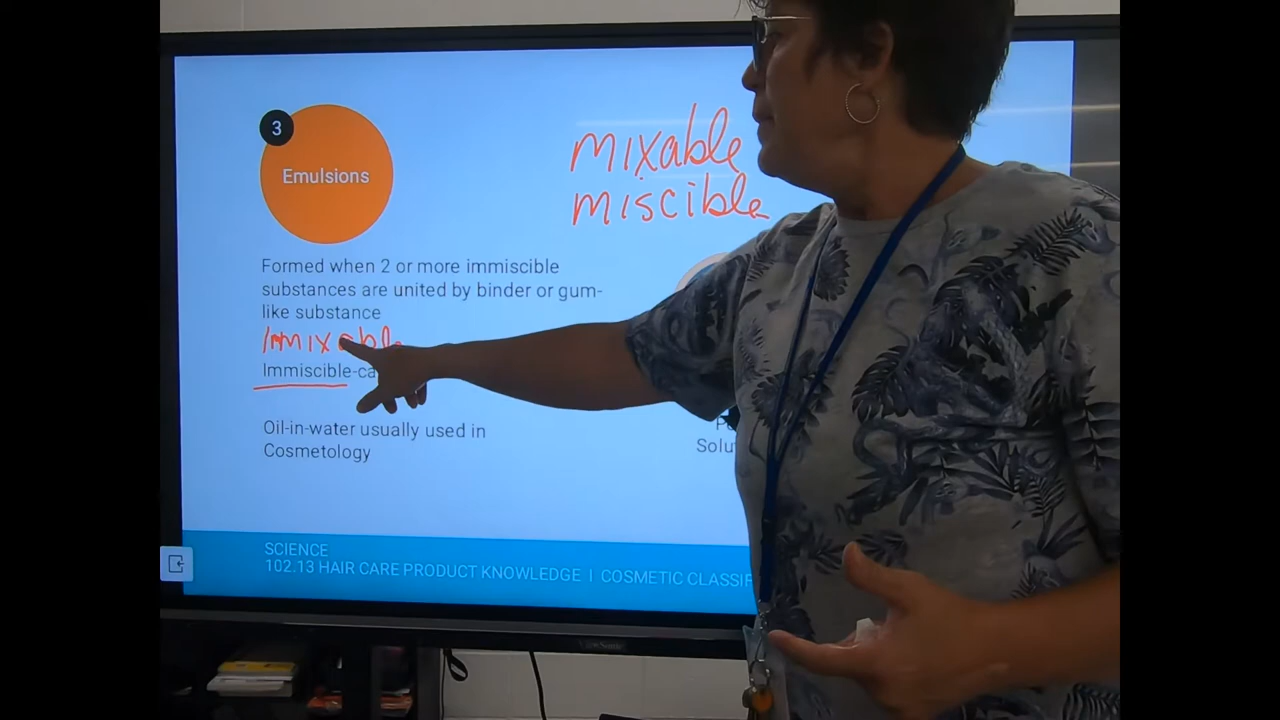 3
Emulsions
mixable
miscible
Formed when 2 or more immiscible
substances are united by binder or gum-
like substance
Immixable
Immiscible-ca
Oil-in-water usually used in
Cosmetology
P
Solu
SCIENCE
102.13 HAIR CARE PRODUCT KNOWLEDGE | COSMETIC CLASSIF
ViewSonic